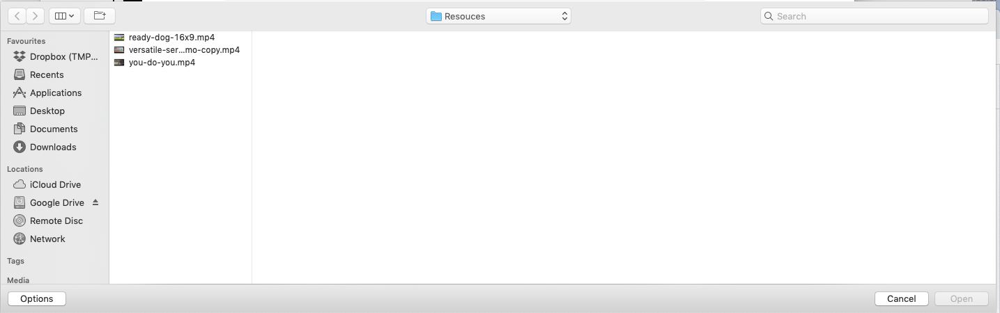 Resouces
Search
Favourites
Dropbox (TMP...
Recents
Applications
Desktop
Documents
Downloads
Locations
iCloud Drive
Google Drive
Remote Disc
Network
Tags
Media
ready-dog-16x9.mp4
versatile-ser...mo-copy.mp4
you-do-you.mp4
Options
Cancel
Open